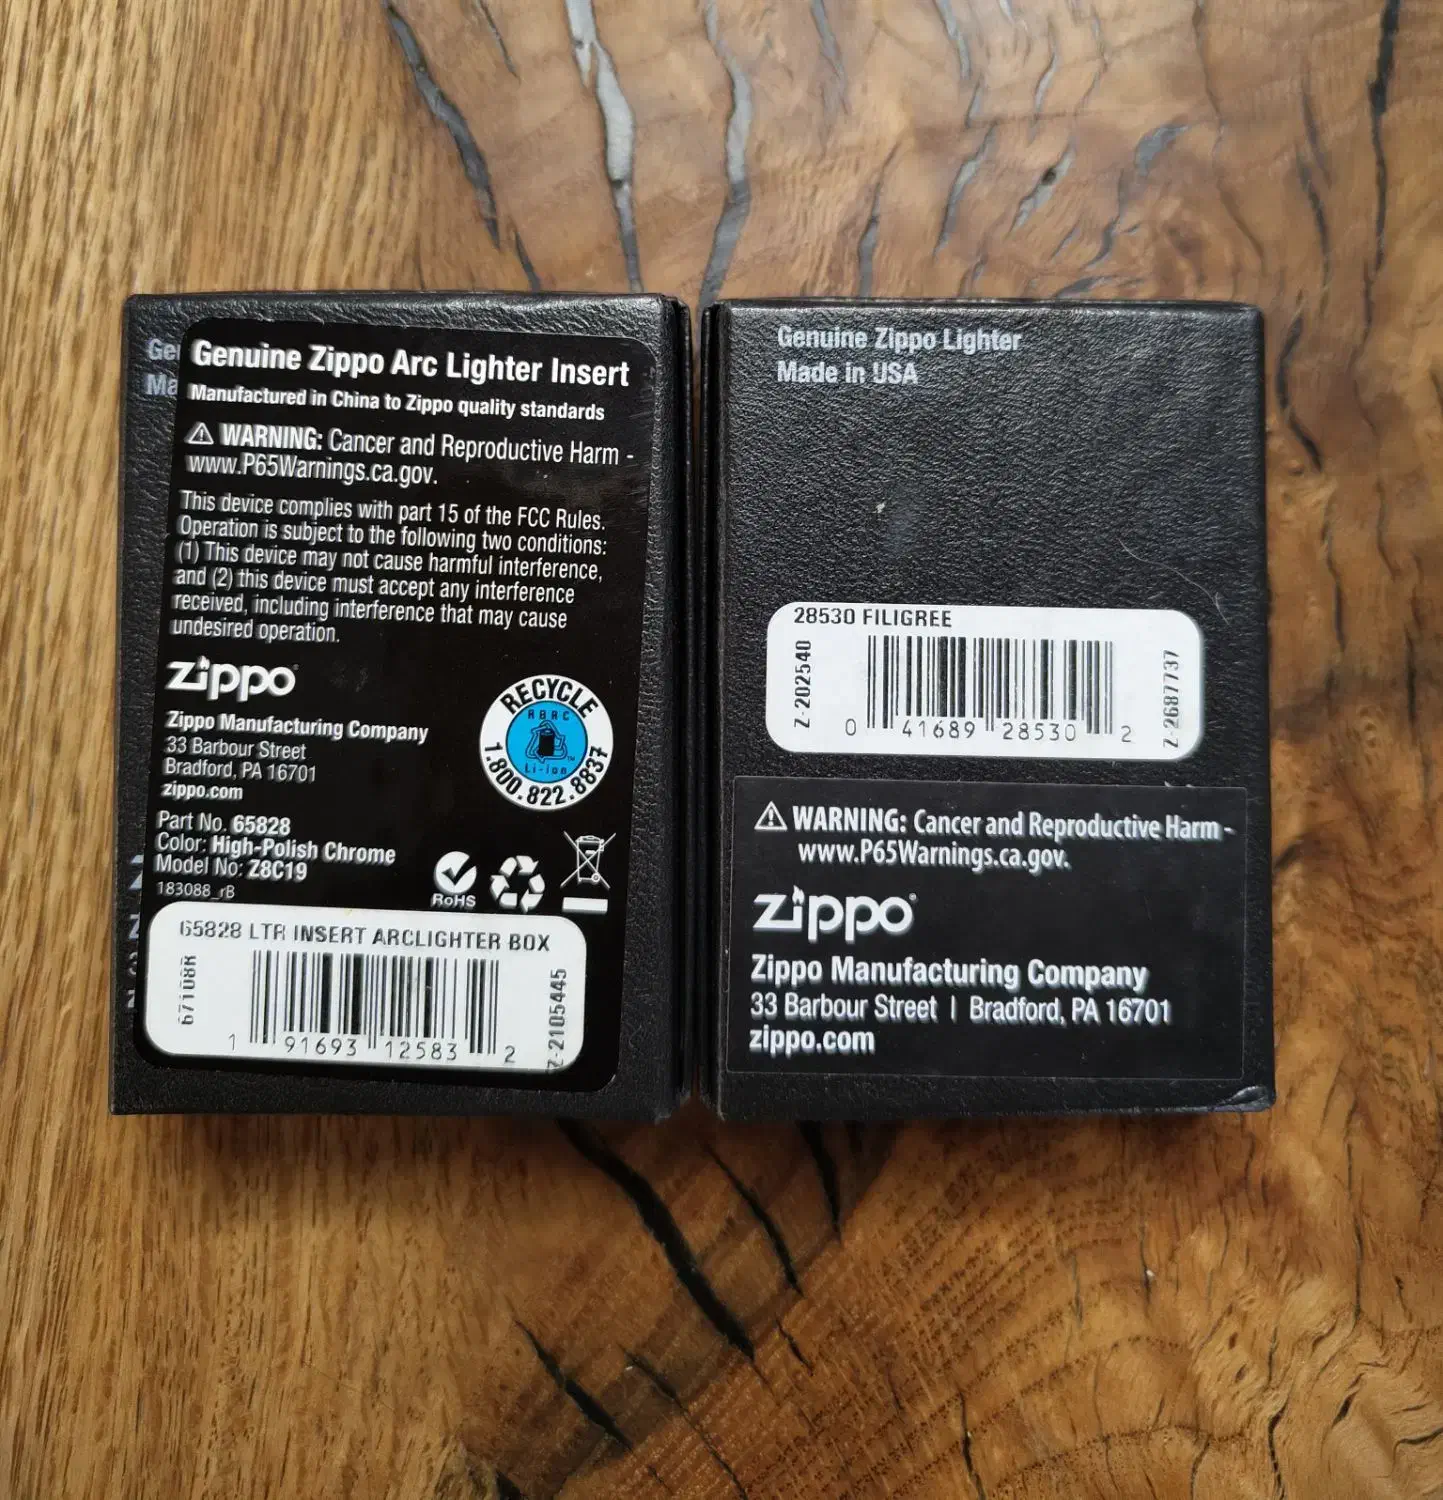 Ge
Ma
Genuine Zippo Arc Lighter Insert
Manufactured in China to Zippo quality standards
⚠ WARNING: Cancer and Reproductive Harm -
www.P65Warnings.ca.gov.
This device complies with part 15 of the FCC Rules.
Operation is subject to the following two conditions:
(1) This device may not cause harmful interference,
and (2) this device must accept any interference
received, including interference that may cause
undesired operation.
zippo
Zippo Manufacturing Company
33 Barbour Street
Bradford, PA 16701
zippo.com
RECYCLE
RBRC
Li-ion
1.800.822.8837
Part No. 65828
Color: High-Polish Chrome
Model No: Z8C19
183088_rB
RoHS
65828 LTR INSERT ARCLIGHTER BOX
67108R
1 91693 12583 2
Z-2105445
Genuine Zippo Lighter
Made in USA
28530 FILIGREE
Z-202540
0 41689 28530 2
Z-2687737
⚠ WARNING: Cancer and Reproductive Harm -
www.P65Warnings.ca.gov.
zippo
Zippo Manufacturing Company
33 Barbour Street | Bradford, PA 16701
zippo.com